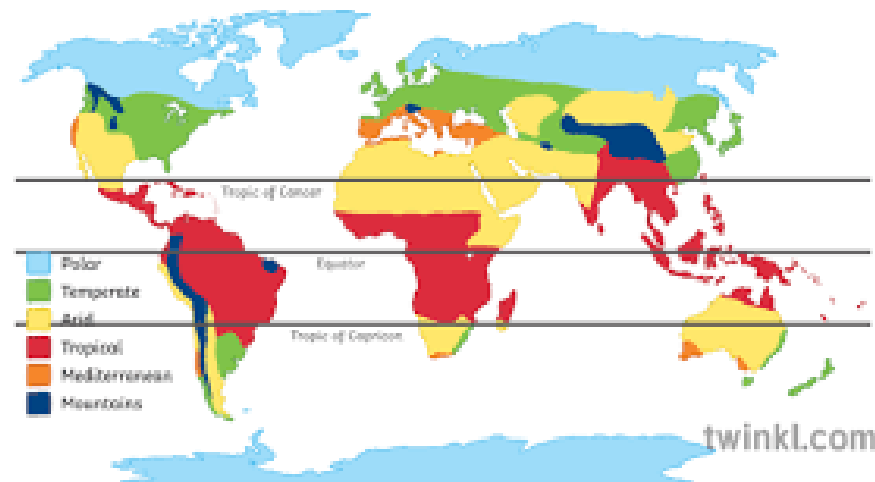 Tropic of Cancer
Equator
Tropic of Capricorn
Polar
Temperate
Arid
Tropical
Mediterranean
Mountains
twinkl.com